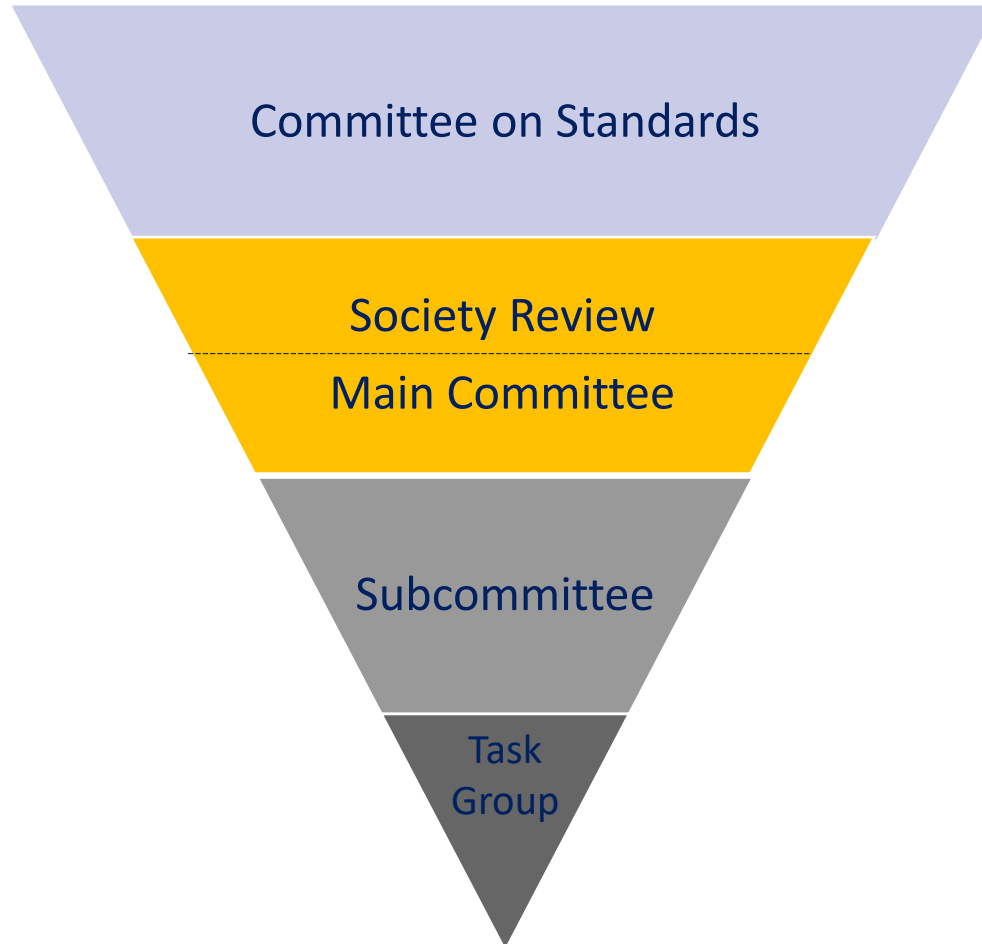 Committee on Standards
Society Review
Main Committee
Subcommittee
Task
Group